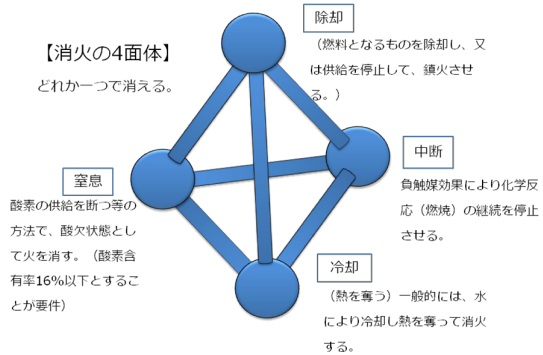 【消火の4面体】
どれか一つで消える。
除却
(燃料となるものを除却し、又
は供給を停止して、鎮火させ
る。)
中断
負触媒効果により化学反
応(燃焼)の継続を停止
させる。
窒息
酸素の供給を断つ等の
方法で、酸欠状態とし
て火を消す。(酸素含
有率16%以下とするこ
とが要件)
冷却
(熱を奪う)一般的には、水
により冷却し熱を奪って消火
する。